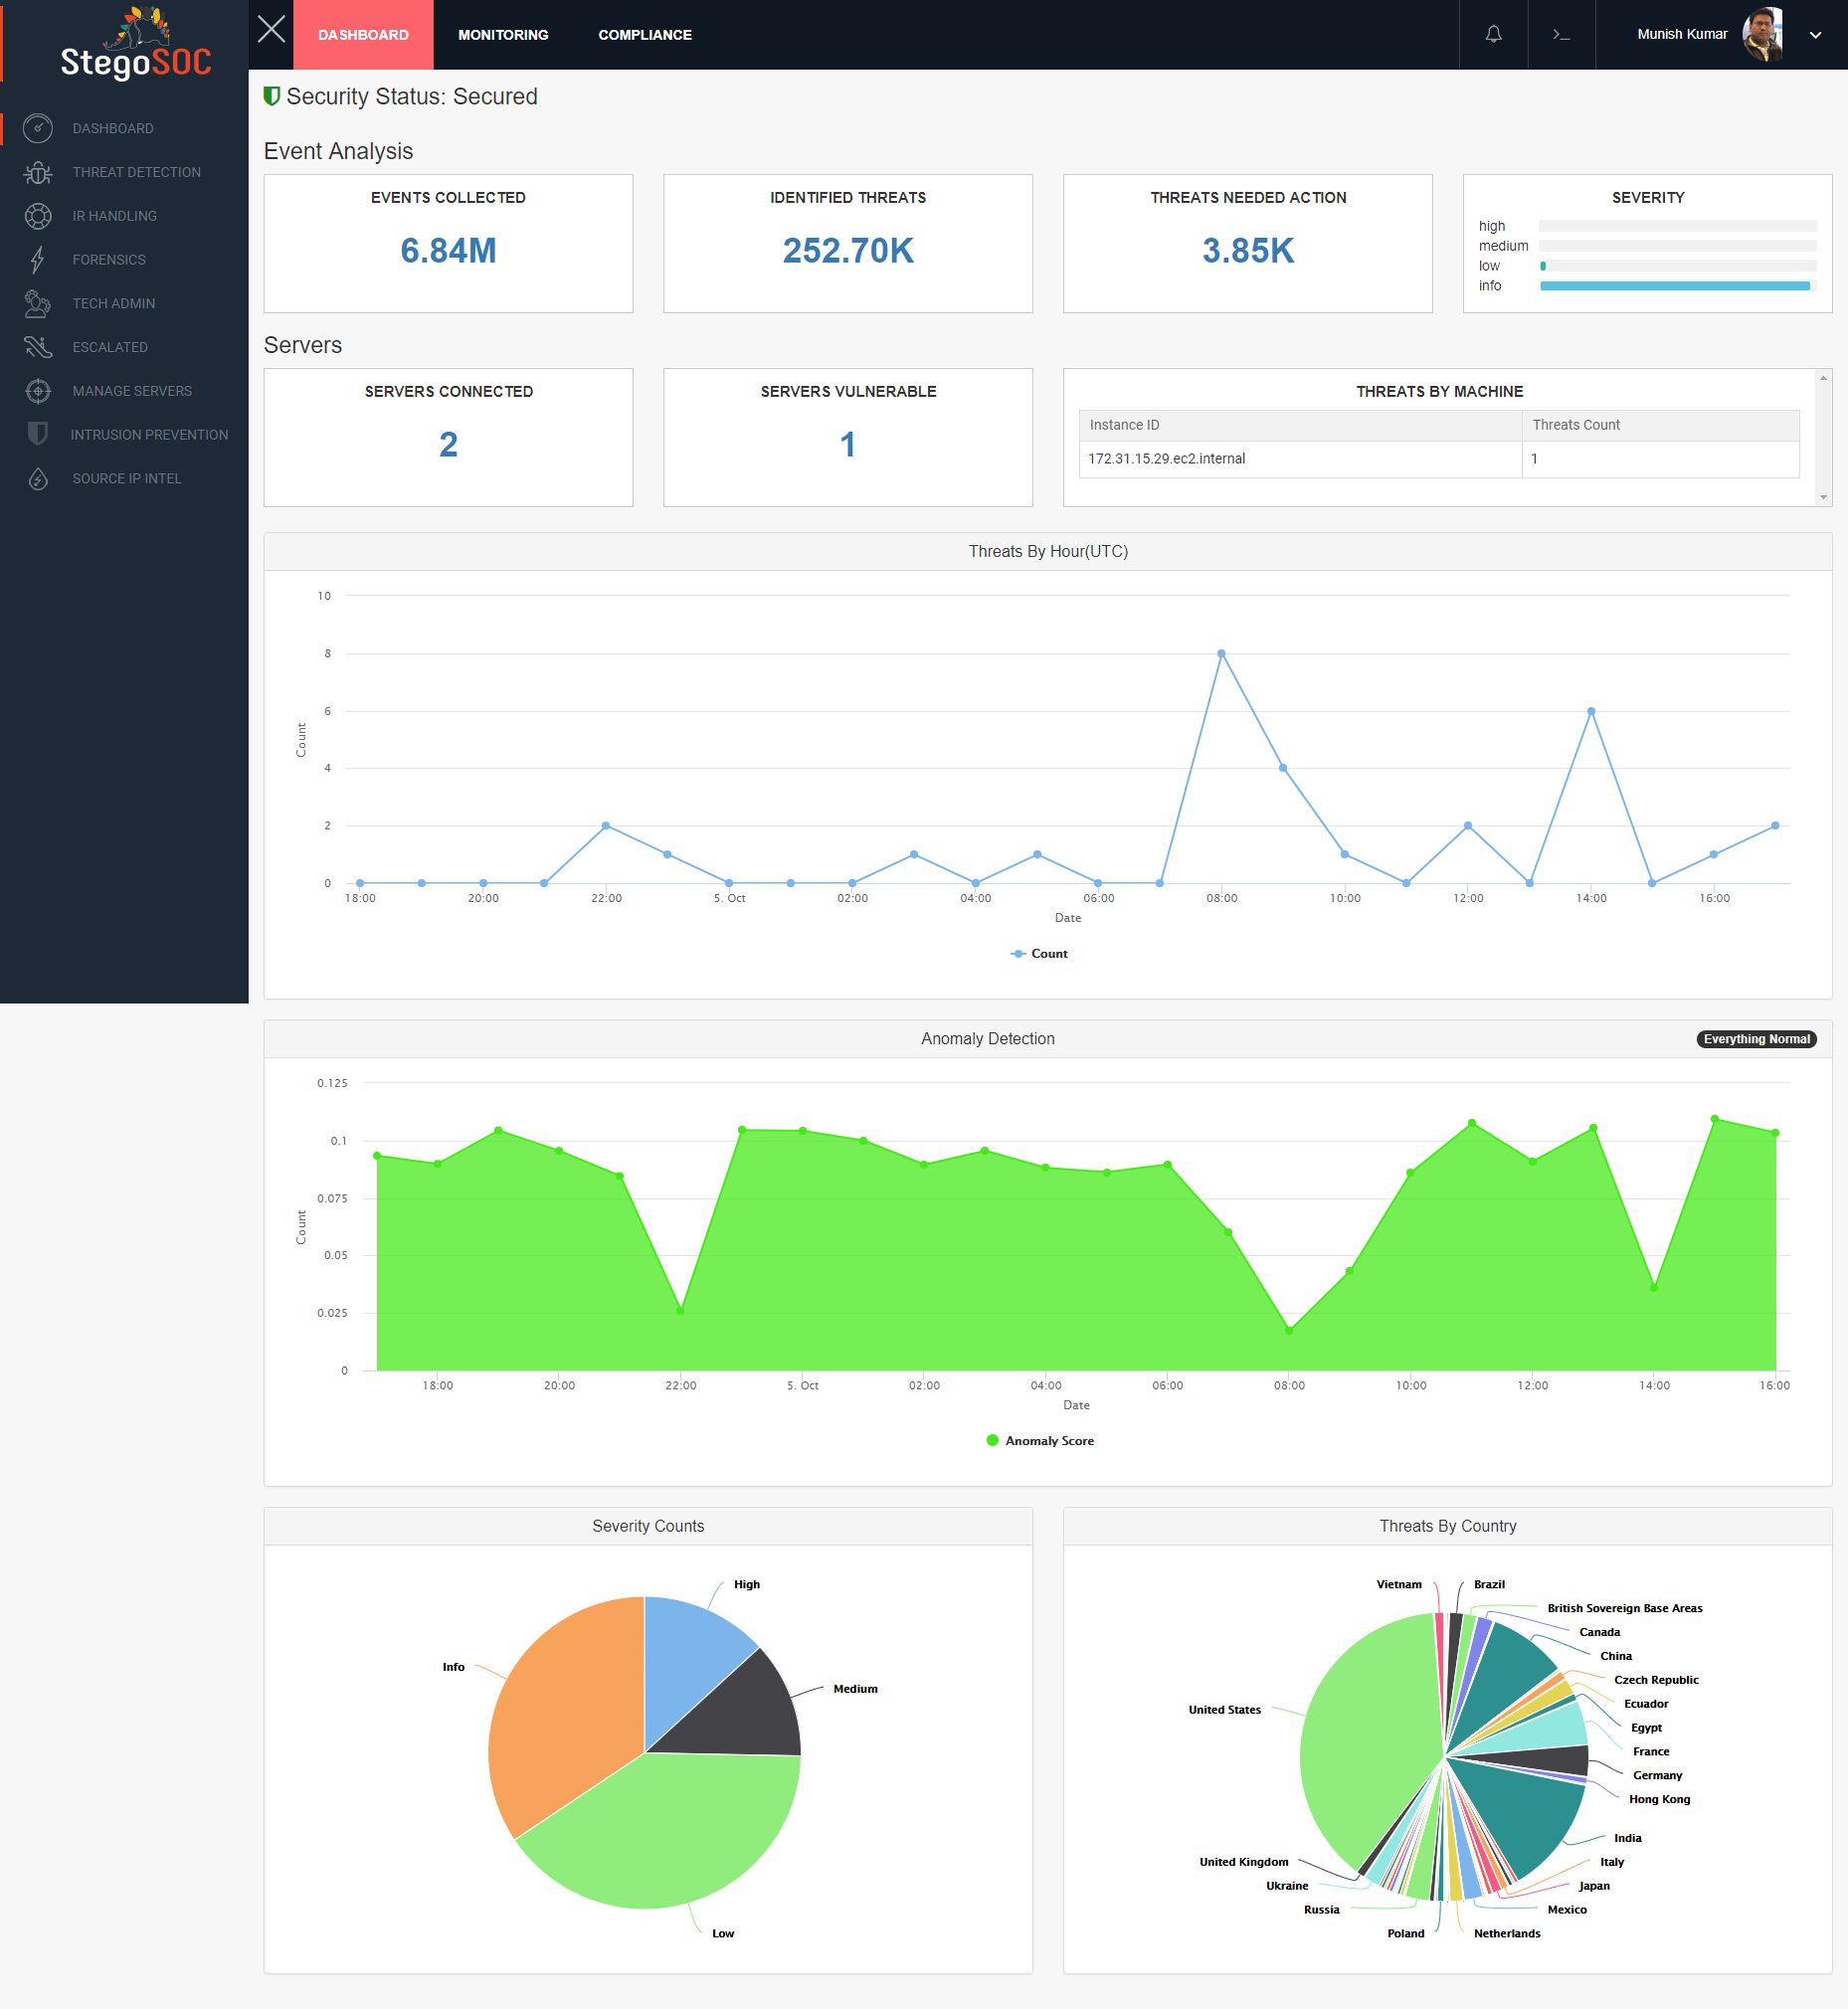 StegoSOC
DASHBOARD
MONITORING
COMPLIANCE
Munish Kumar
DASHBOARD
THREAT DETECTION
IR HANDLING
FORENSICS
TECH ADMIN
ESCALATED
MANAGE SERVERS
INTRUSION PREVENTION
SOURCE IP INTEL
Security Status: Secured
Event Analysis
EVENTS COLLECTED
6.84M
IDENTIFIED THREATS
252.70K
THREATS NEEDED ACTION
3.85K
SEVERITY
high
medium
low
info
Servers
SERVERS CONNECTED
2
SERVERS VULNERABLE
1
THREATS BY MACHINE
Instance ID Threats Count
172.31.15.29.ec2.internal 1
Threats By Hour(UTC)
10
8
6
4
2
0
Count
18:00 20:00 22:00 5. Oct 02:00 04:00 06:00 08:00 10:00 12:00 14:00 16:00
Date
Count
Anomaly Detection
Everything Normal
0.125
0.1
0.075
0.05
0.025
0
Count
18:00 20:00 22:00 5. Oct 02:00 04:00 06:00 08:00 10:00 12:00 14:00 16:00
Date
Anomaly Score
Severity Counts
High
Medium
Low
Info
Threats By Country
Vietnam
Brazil
British Sovereign Base Areas
Canada
China
Czech Republic
Ecuador
Egypt
France
Germany
Hong Kong
India
Italy
Japan
Mexico
Netherlands
Poland
Russia
Ukraine
United Kingdom
United States